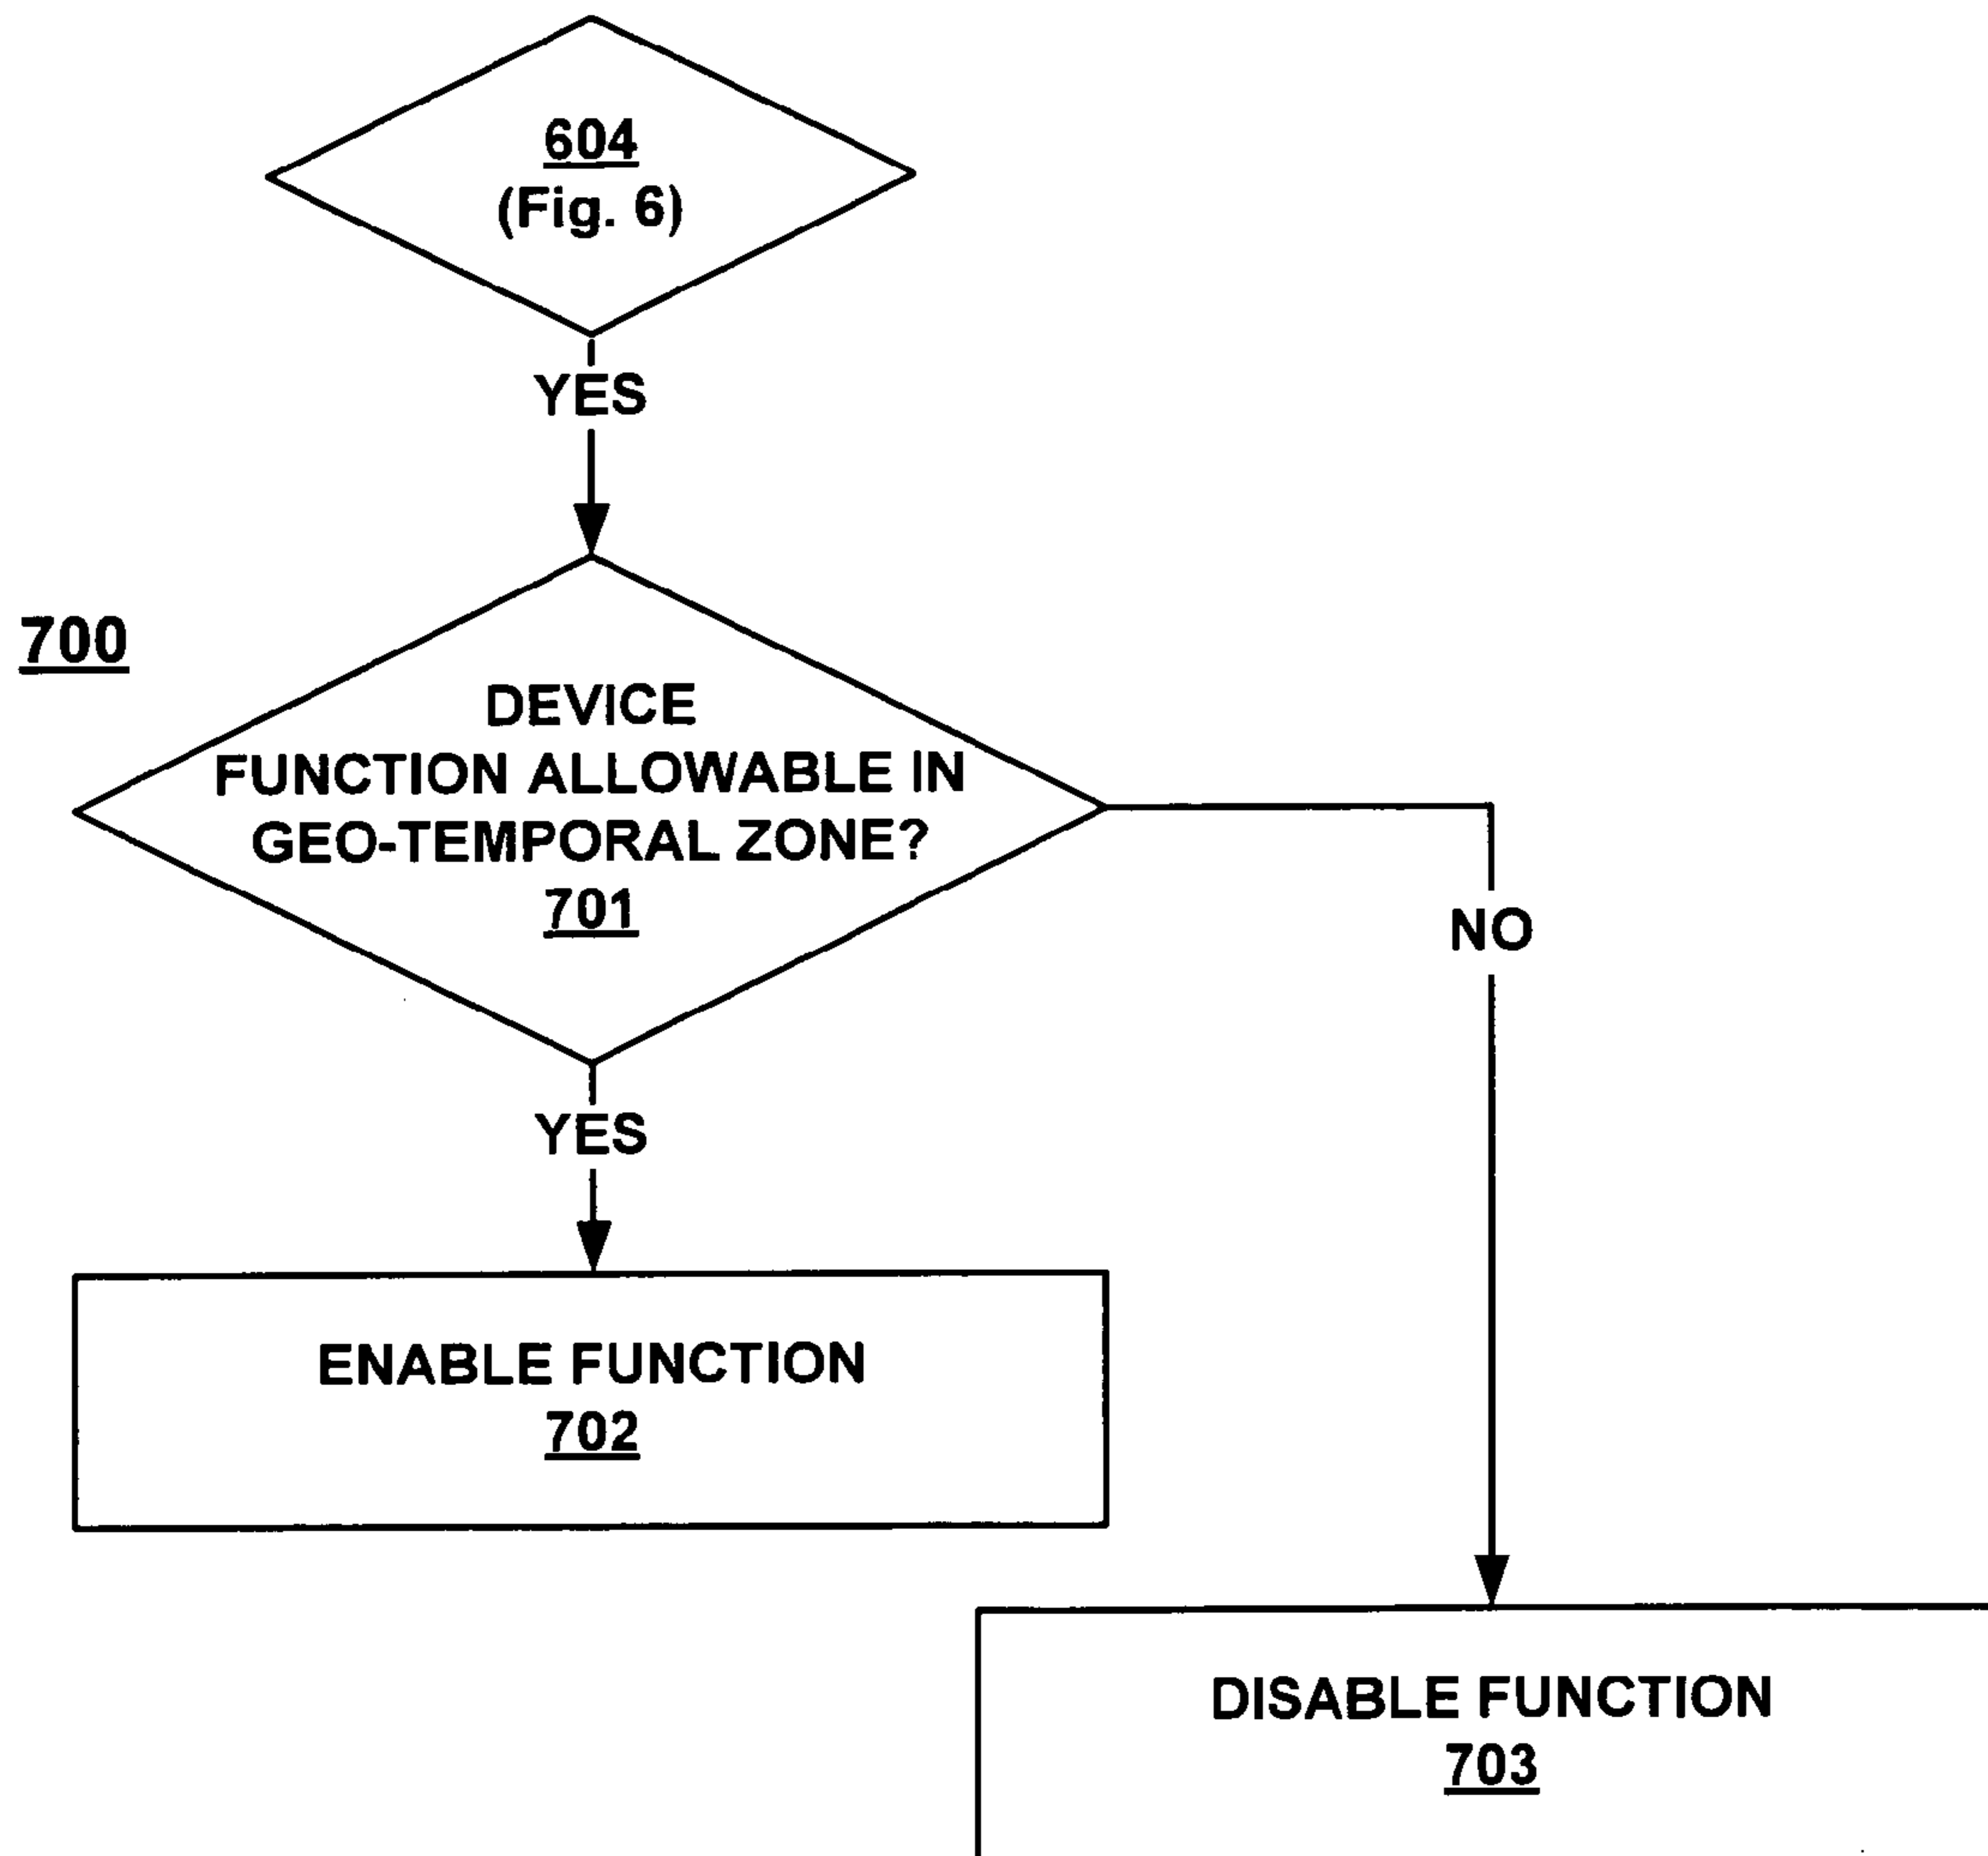 604
(Fig. 6)
YES
700
DEVICE
FUNCTION ALLOWABLE IN
GEO-TEMPORAL ZONE?
701
NO
YES
ENABLE FUNCTION
702
DISABLE FUNCTION
703